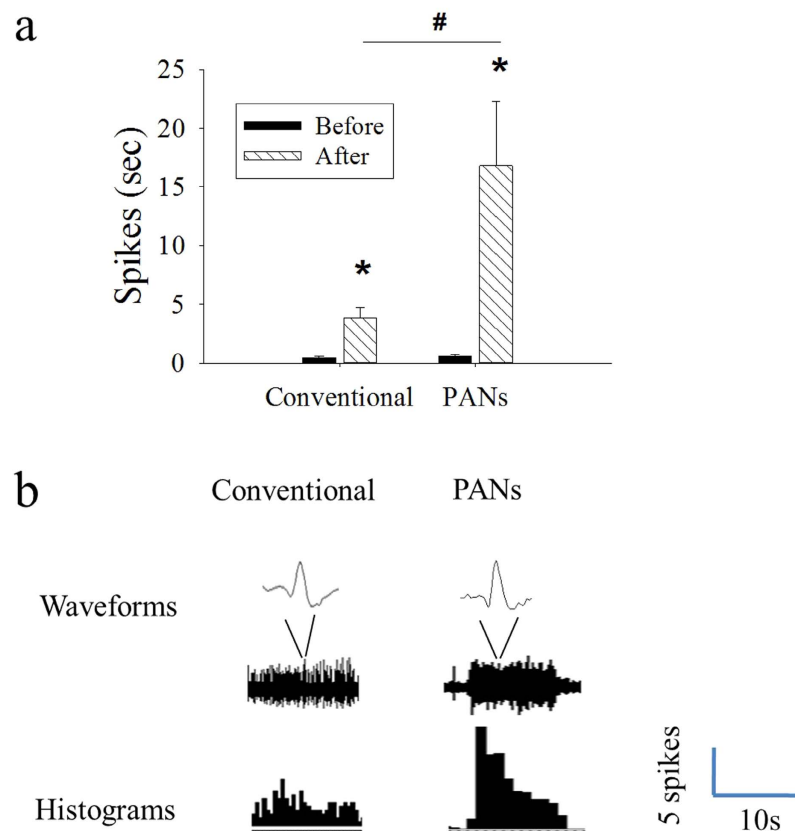 a
#
*
*
25
20
15
10
5
0
Spikes (sec)
Before
After
Conventional PANs
b
Conventional PANs
Waveforms
Histograms
5 spikes
10s